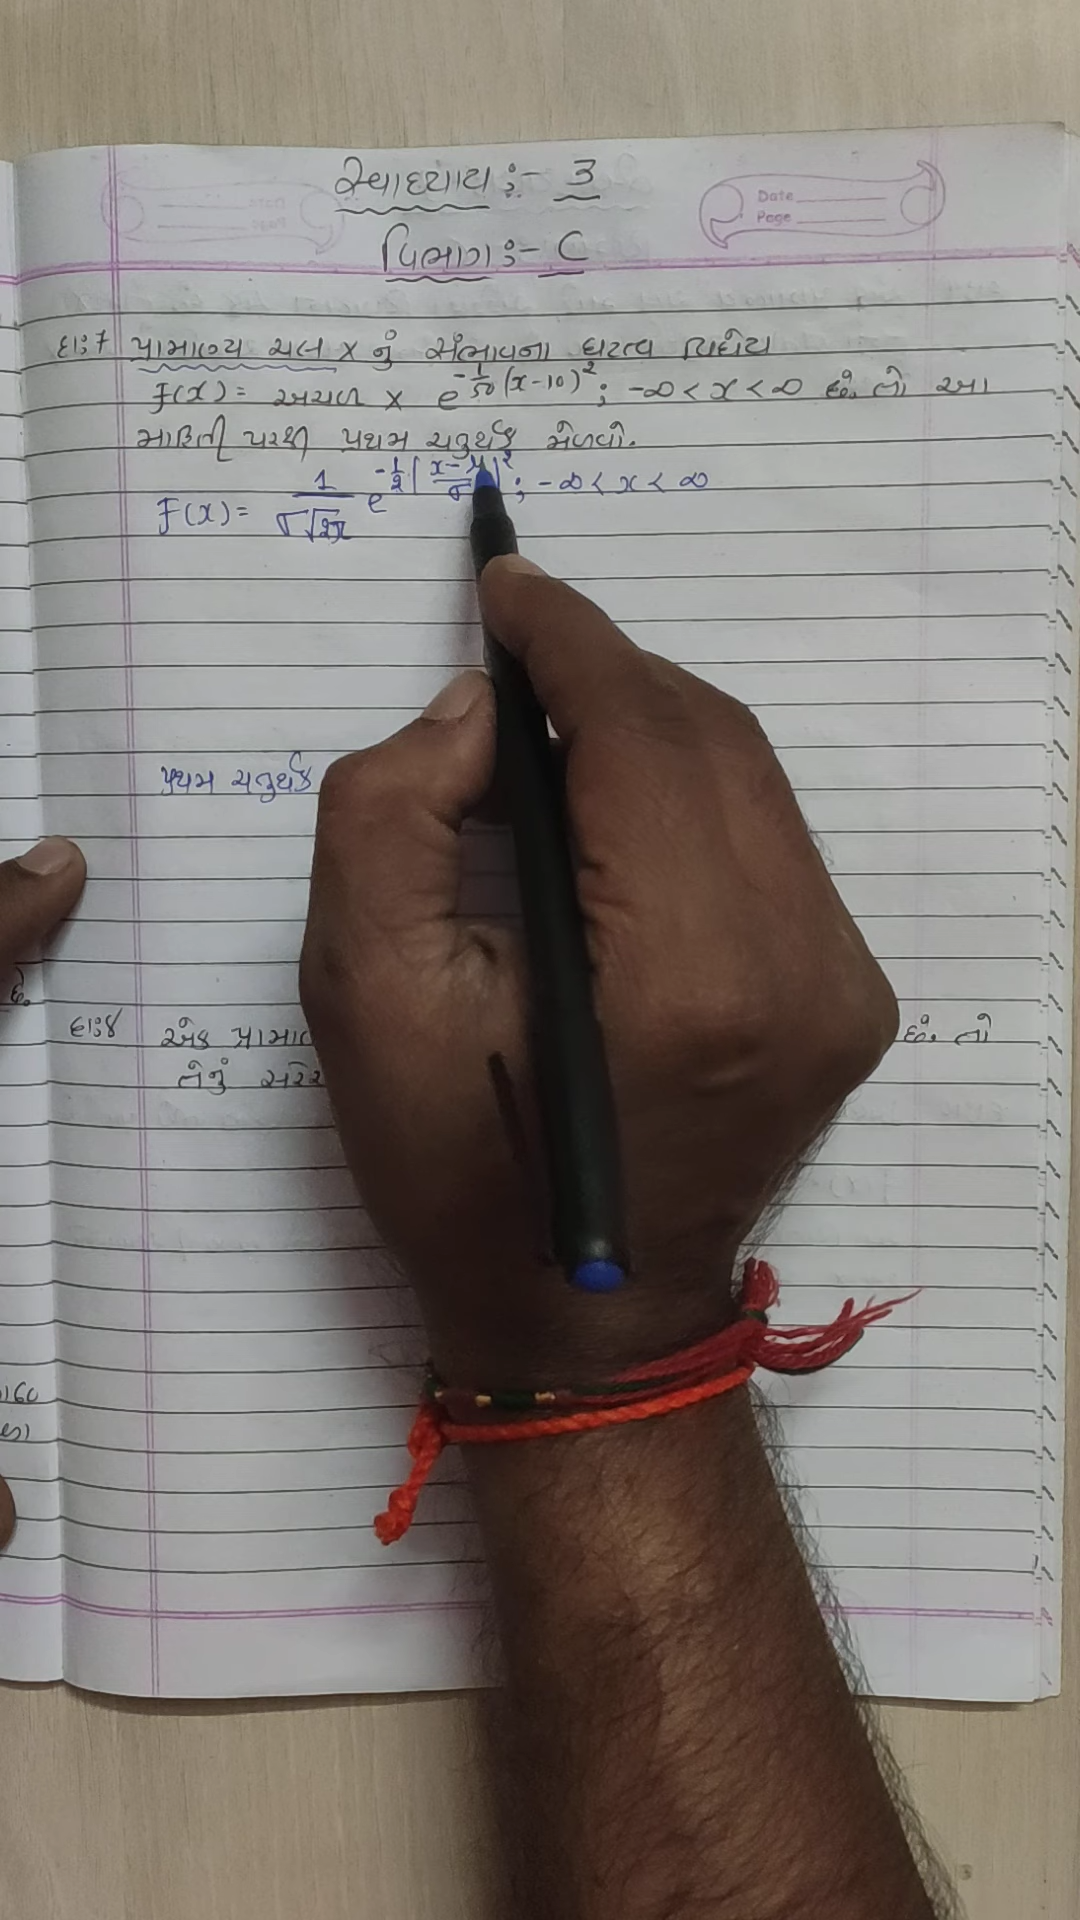 સ્વાધ્યાય :- 3
વિભાગ :- C
Date
Page
દા:7 પ્રામાણ્ય ચલ X નું સંભાવના ઘટત્વ વિધેય
f(x) = અચળ × e^{-1/50 (x-10)^2} ; -∞ < x < ∞ છે. તો આ
માહિતી પરથી પ્રથમ ચતુર્થક મેળવો.
f(x) = 1/(σ√2π) e^{-1/2 [(x-μ)/σ]^2} ; -∞ < x < ∞
પ્રથમ ચતુર્થક
છે.
દા:8 એક છે. તો
તેનું